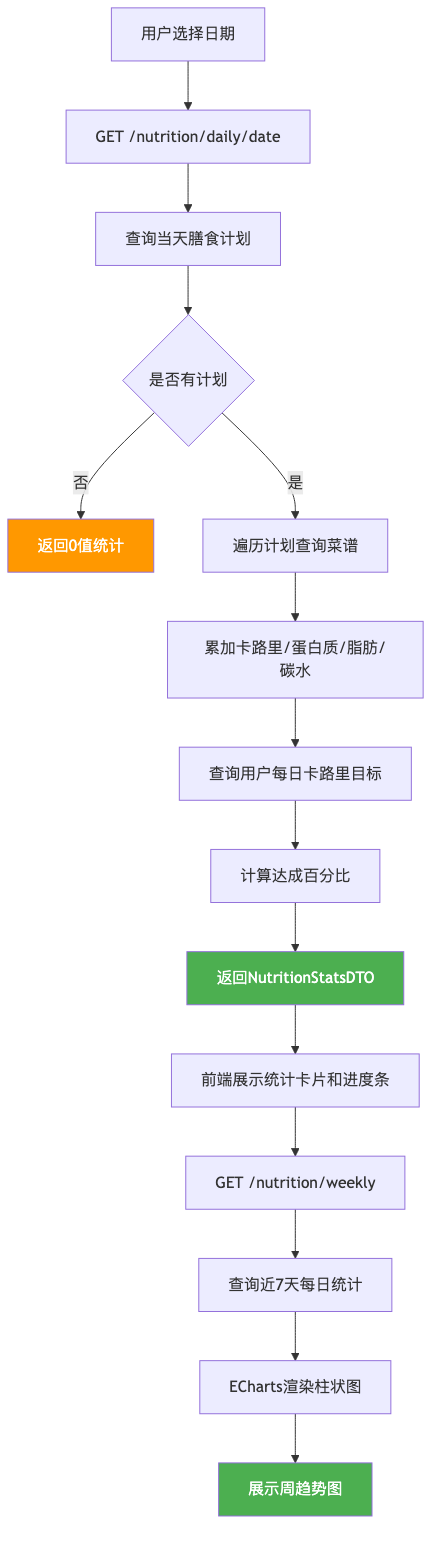 用户选择日期
GET /nutrition/daily/date
查询当天膳食计划
是否有计划
否
是
返回0值统计
遍历计划查询菜谱
累加卡路里/蛋白质/脂肪/
碳水
查询用户每日卡路里目标
计算达成百分比
返回NutritionStatsDTO
前端展示统计卡片和进度条
GET /nutrition/weekly
查询近7天每日统计
ECharts渲染柱状图
展示周趋势图